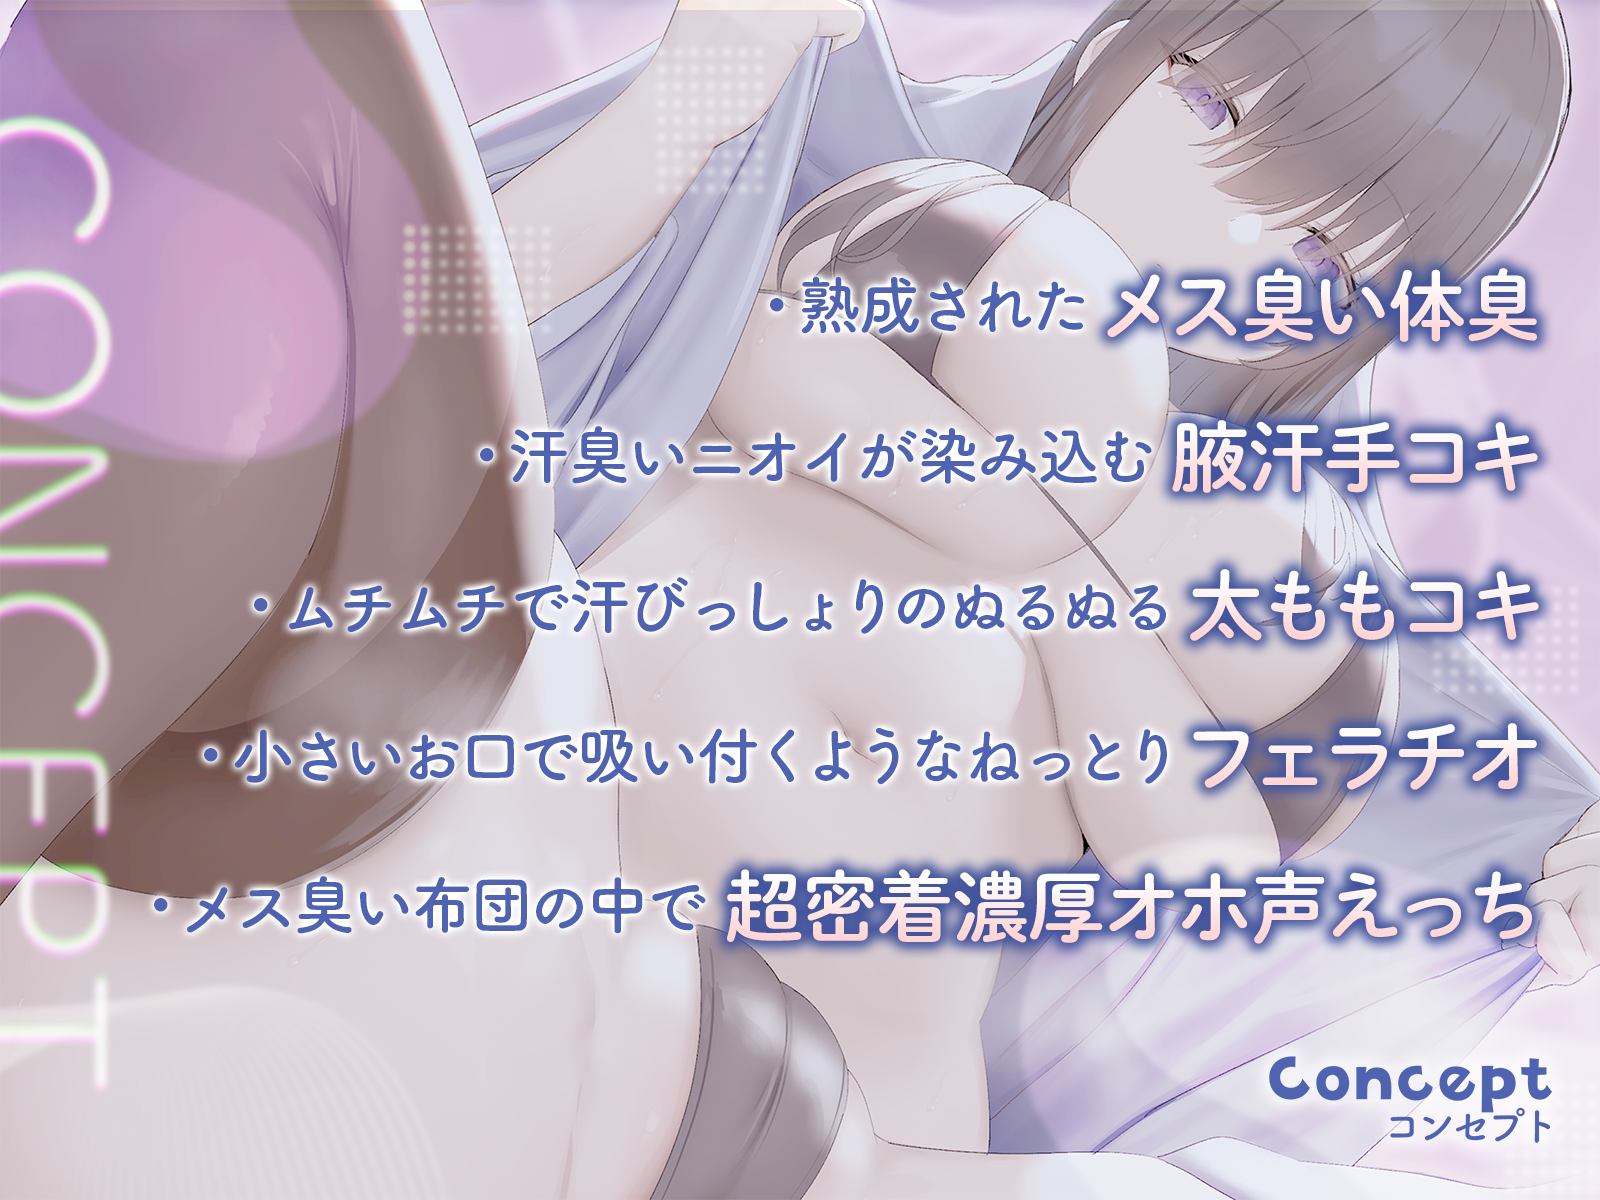 CONCEPT
・熟成された メス臭い体臭
・汗臭いニオイが染み込む 腋汗手コキ
・ムチムチで汗びっしょりのぬるぬる 太ももコキ
・小さいお口で吸い付くようなねっとり フェラチオ
・メス臭い布団の中で 超密着濃厚オホ声えっち
Concept
コンセプト